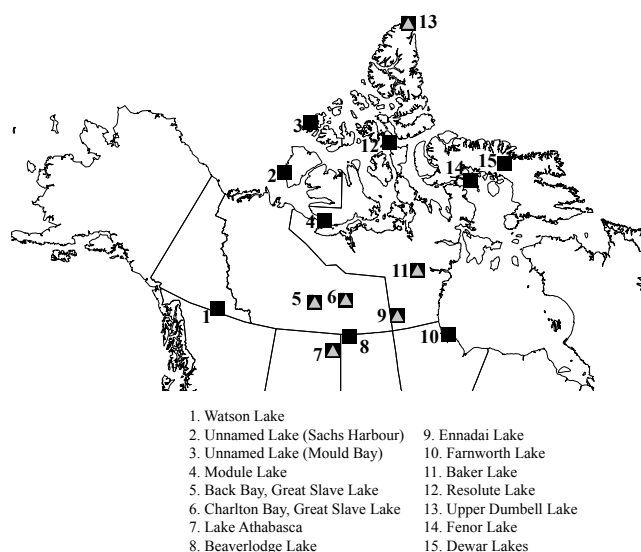 13
3
12
14
15
2
4
11
5
6
9
1
10
8
7
1. Watson Lake
2. Unnamed Lake (Sachs Harbour)
3. Unnamed Lake (Mould Bay)
4. Module Lake
5. Back Bay, Great Slave Lake
6. Charlton Bay, Great Slave Lake
7. Lake Athabasca
8. Beaverlodge Lake
9. Ennadai Lake
10. Farnworth Lake
11. Baker Lake
12. Resolute Lake
13. Upper Dumbell Lake
14. Fenor Lake
15. Dewar Lakes